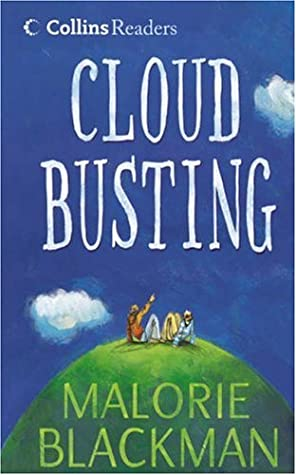 Collins Readers
CLOUD
BUSTING
MALORIE
BLACKMAN